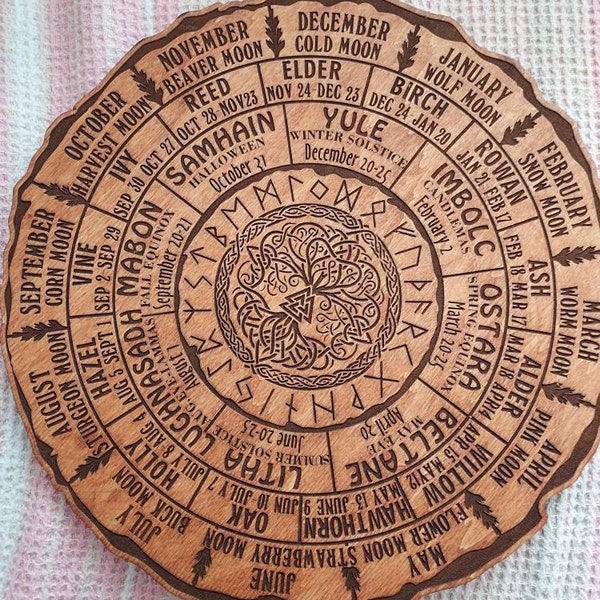 DECEMBER
COLD MOON
JANUARY
WOLF MOON
FEBRUARY
SNOW MOON
MARCH
WORM MOON
APRIL
PINK MOON
MAY
FLOWER MOON
JUNE
STRAWBERRY MOON
JULY
BUCK MOON
AUGUST
STURGEON MOON
SEPTEMBER
CORN MOON
OCTOBER
HARVEST MOON
NOVEMBER
BEAVER MOON
ELDER
NOV 24 DEC 23
BIRCH
DEC 24 JAN 20
ROWAN
JAN 21 FEB 17
ASH
FEB 18 MAR 17
ALDER
MAR 18 APR 14
WILLOW
APR 15 MAY 12
HAWTHORN
MAY 13 JUNE 9
OAK
JUN 10 JULY 7
HOLLY
JULY 8 AUG 4
HAZEL
AUG 5 SEPT 1
VINE
SEP 2 SEP 29
IVY
SEP 30 OCT 27
REED
OCT 28-NOV23
YULE
WINTER SOLSTICE
December 20-25
IMBOLC
CANDLEMAS
February 2
OSTARA
SPRING EQUINOX
March 20-25
BELTANE
MAY EVE
April 20
LITHA
SUMMER SOLSTICE
June 20-25
LUGANASADH
AUG EVE LAMMAS
August 1
MABON
FALL EQUINOX
September 20-21
SAMHAIN
HALLOWEEN
October 27